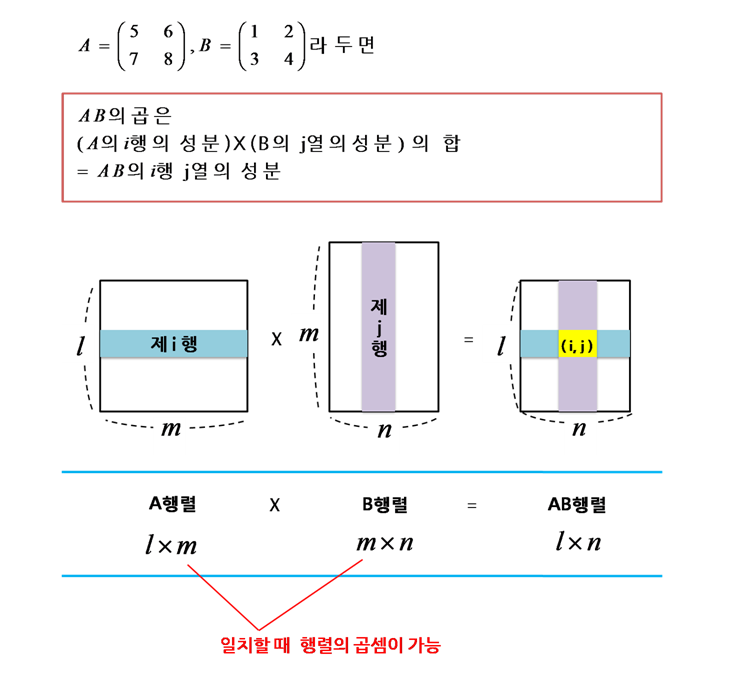 A = (5 6 7 8), B = (1 2 3 4) 라 두면
AB의 곱은
(A의 i행의 성분)X(B의 j열의성분)의 합
= AB의 i행 j열의 성분
l 제 i 행 m
X
m 제 j 행 n
=
l (i, j) n
A행렬 X B행렬 = AB행렬
l×m m×n l×n
일치할 때 행렬의 곱셈이 가능